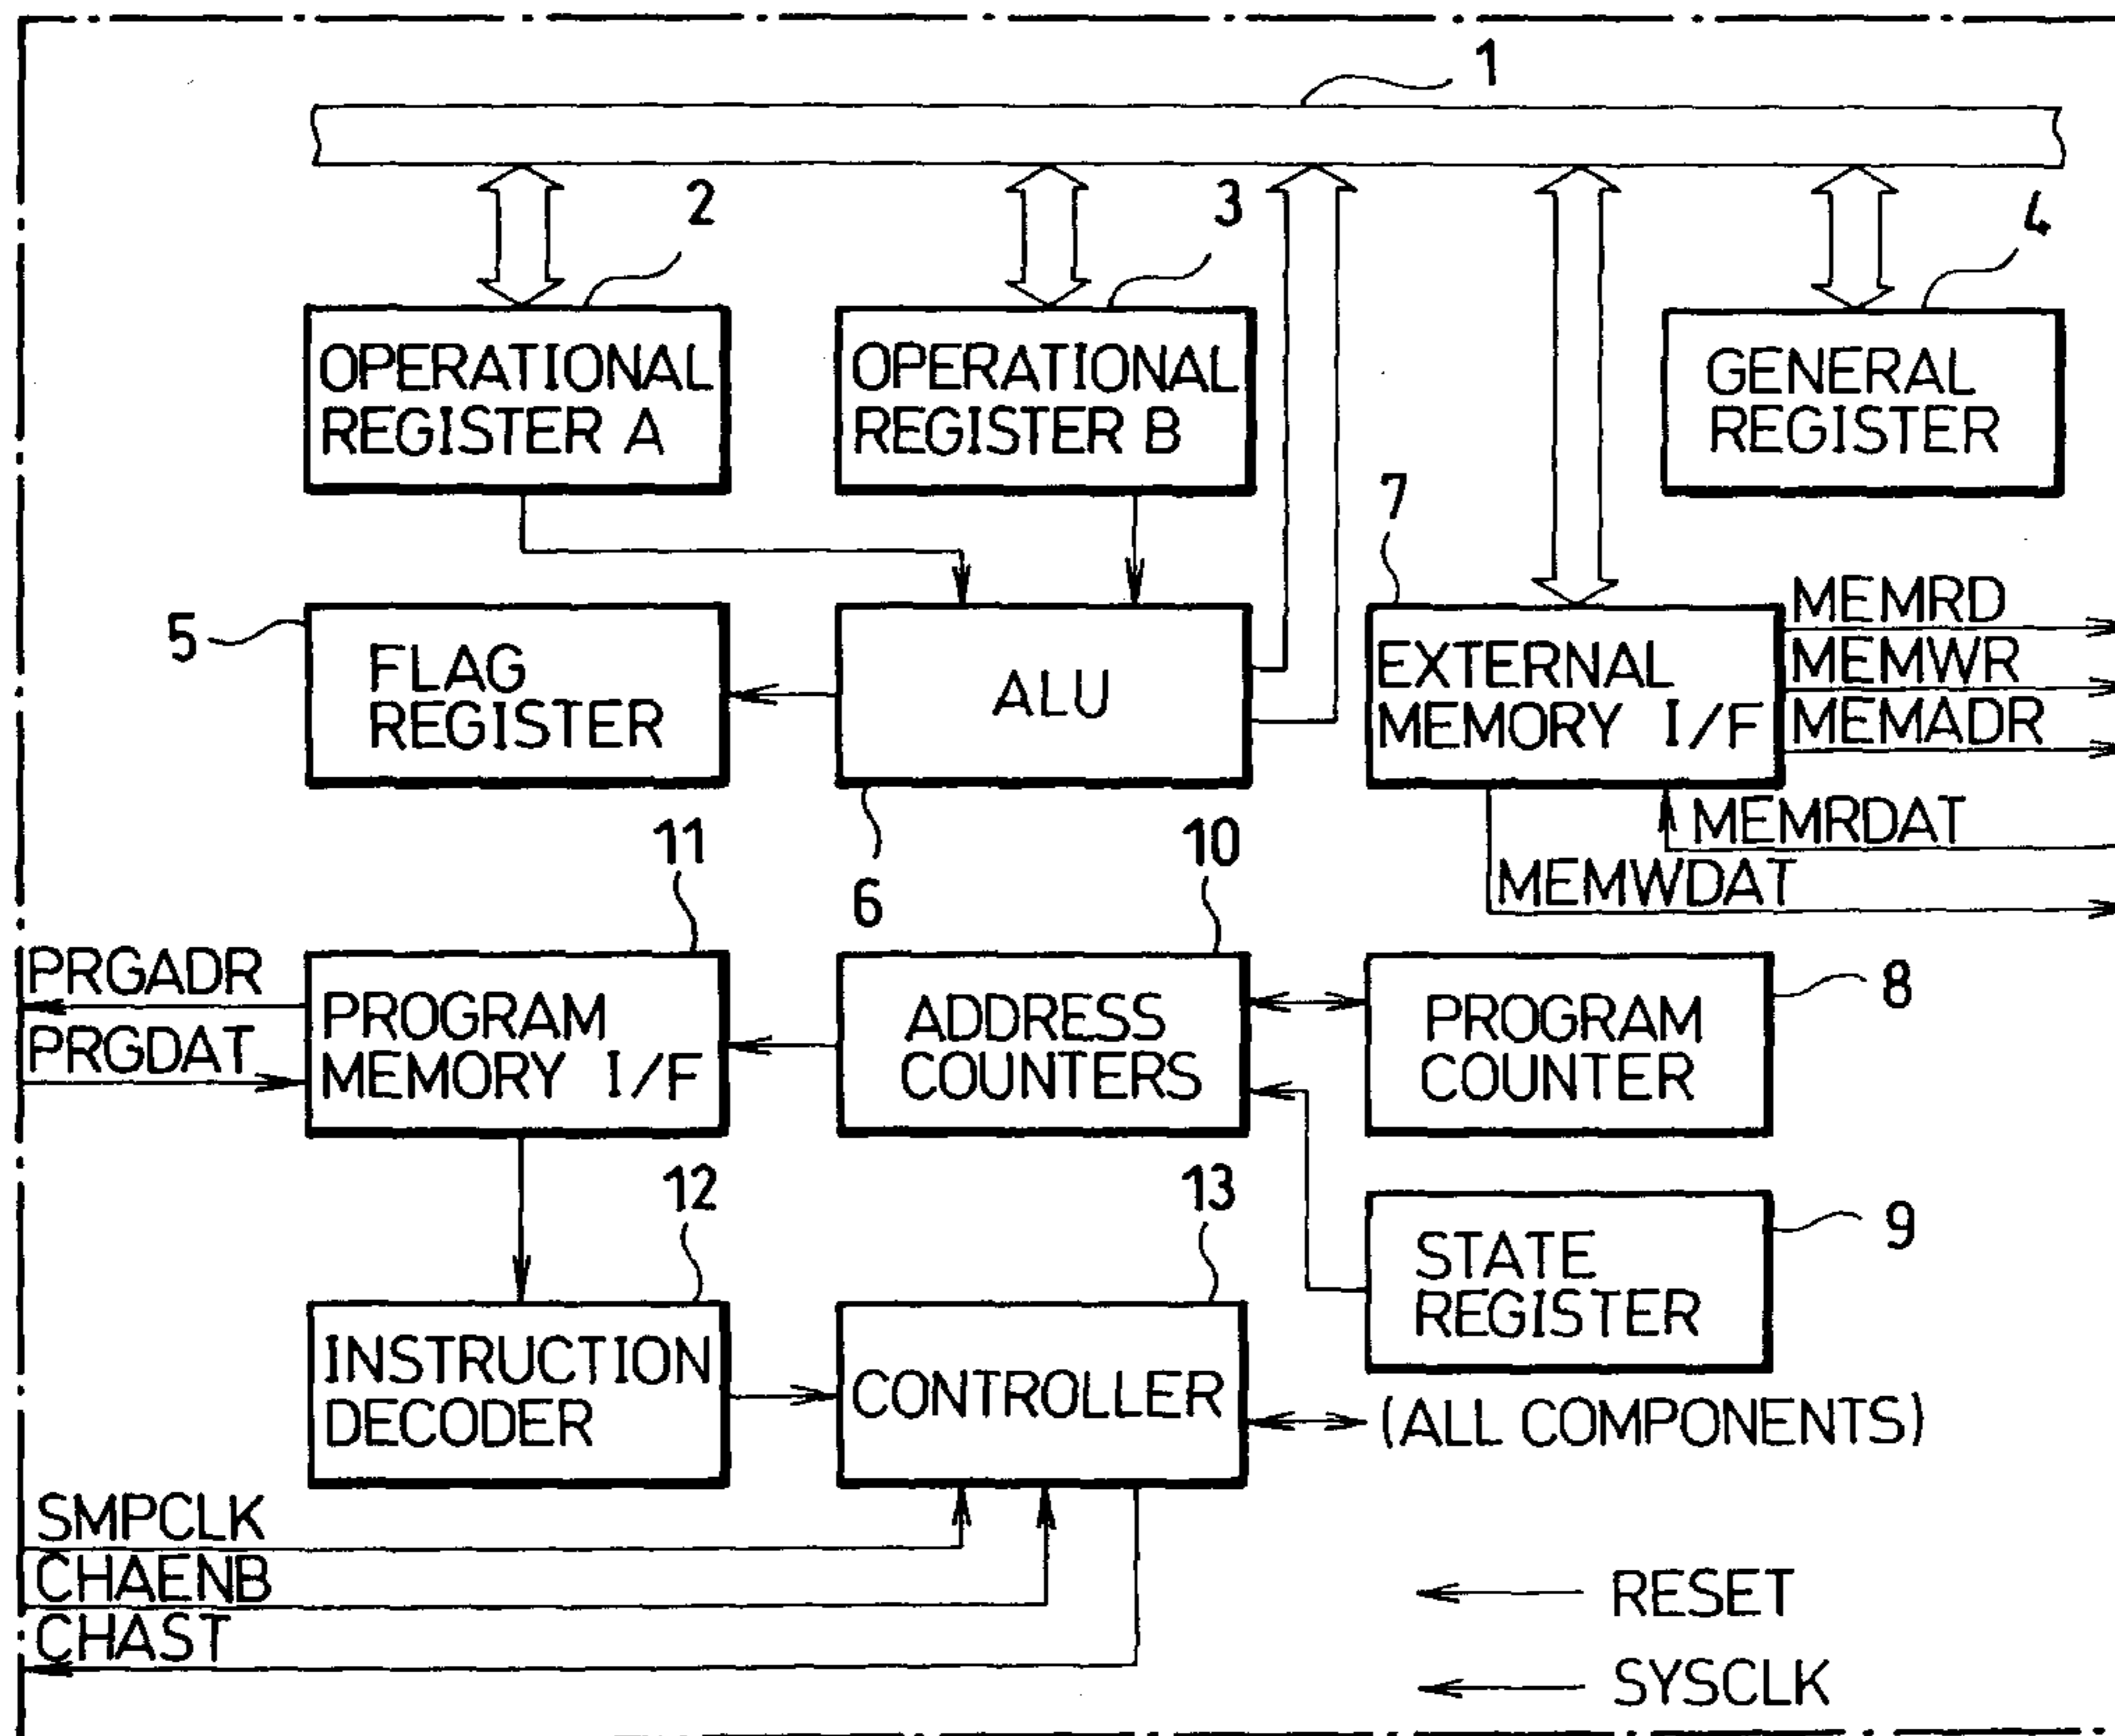 1
2
3
4
OPERATIONAL
REGISTER A
OPERATIONAL
REGISTER B
GENERAL
REGISTER
5
FLAG
REGISTER
ALU
6
7
EXTERNAL
MEMORY I/F
MEMRD
MEMWR
MEMADR
MEMRDAT
MEMWDAT
11
10
PRGADR
PRGDAT
PROGRAM
MEMORY I/F
ADDRESS
COUNTERS
PROGRAM
COUNTER
8
12
13
STATE
REGISTER
9
INSTRUCTION
DECODER
CONTROLLER
(ALL COMPONENTS)
SMPCLK
CHAENB
CHAST
RESET
SYSCLK